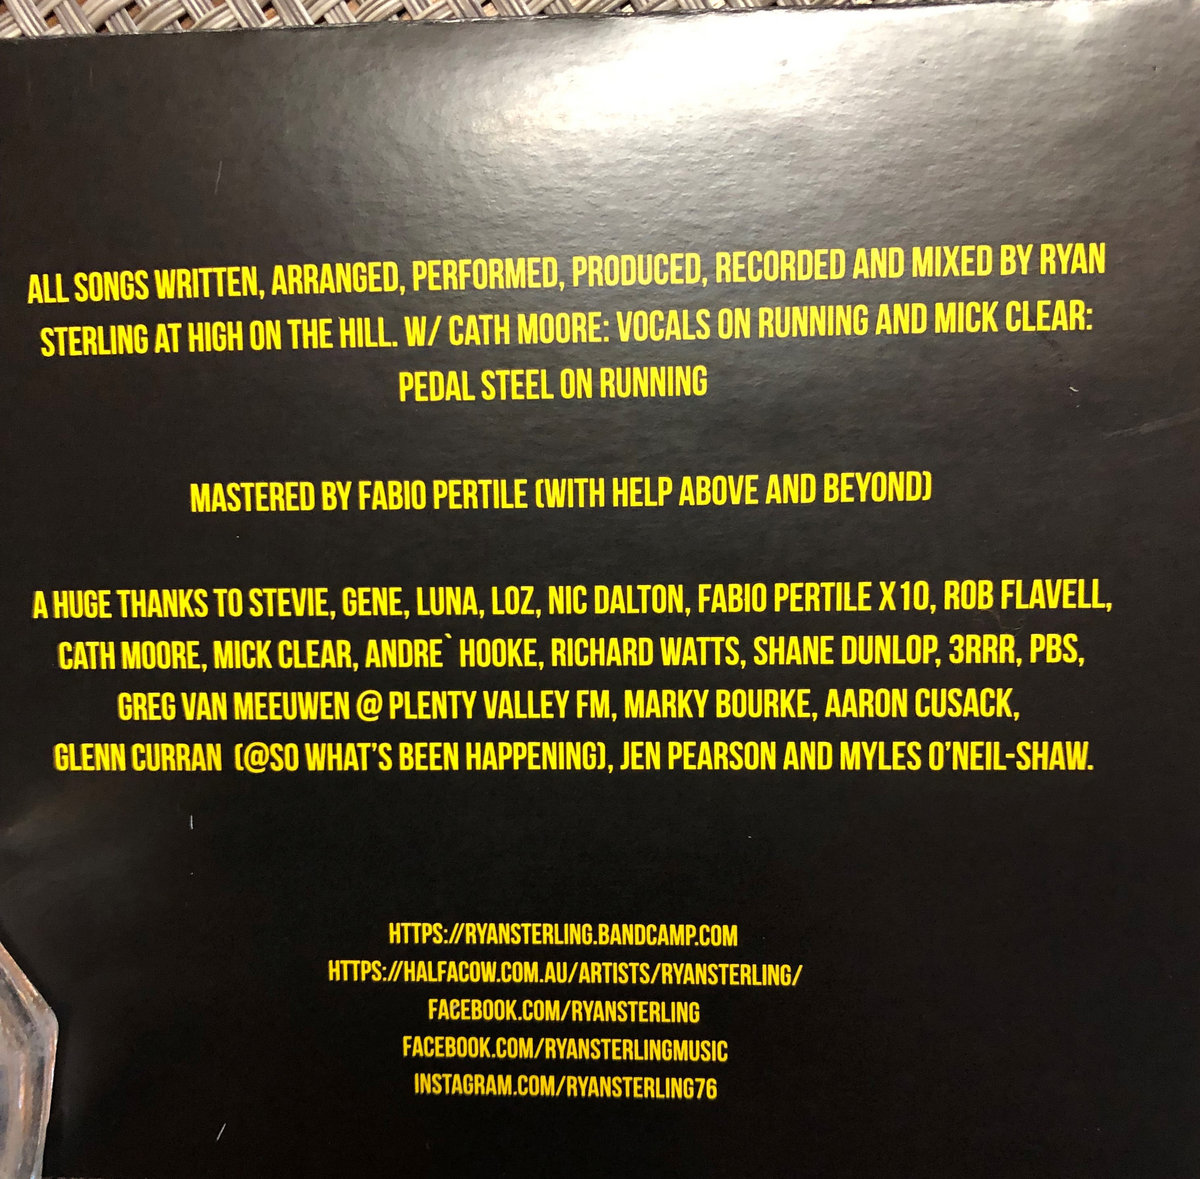 ALL SONGS WRITTEN, ARRANGED, PERFORMED, PRODUCED, RECORDED AND MIXED BY RYAN
STERLING AT HIGH ON THE HILL. W/ CATH MOORE: VOCALS ON RUNNING AND MICK CLEAR:
PEDAL STEEL ON RUNNING
MASTERED BY FABIO PERTILE (WITH HELP ABOVE AND BEYOND)
A HUGE THANKS TO STEVIE, GENE, LUNA, LOZ, NIC DALTON, FABIO PERTILE X10, ROB FLAVELL,
CATH MOORE, MICK CLEAR, ANDRE` HOOKE, RICHARD WATTS, SHANE DUNLOP, 3RRR, PBS,
GREG VAN MEEUWEN @ PLENTY VALLEY FM, MARKY BOURKE, AARON CUSACK,
GLENN CURRAN (@SO WHAT'S BEEN HAPPENING), JEN PEARSON AND MYLES O'NEIL-SHAW.
HTTPS://RYANSTERLING.BANDCAMP.COM
HTTPS://HALFACOW.COM.AU/ARTISTS/RYANSTERLING/
FACEBOOK.COM/RYANSTERLING
FACEBOOK.COM/RYANSTERLINGMUSIC
INSTAGRAM.COM/RYANSTERLING76